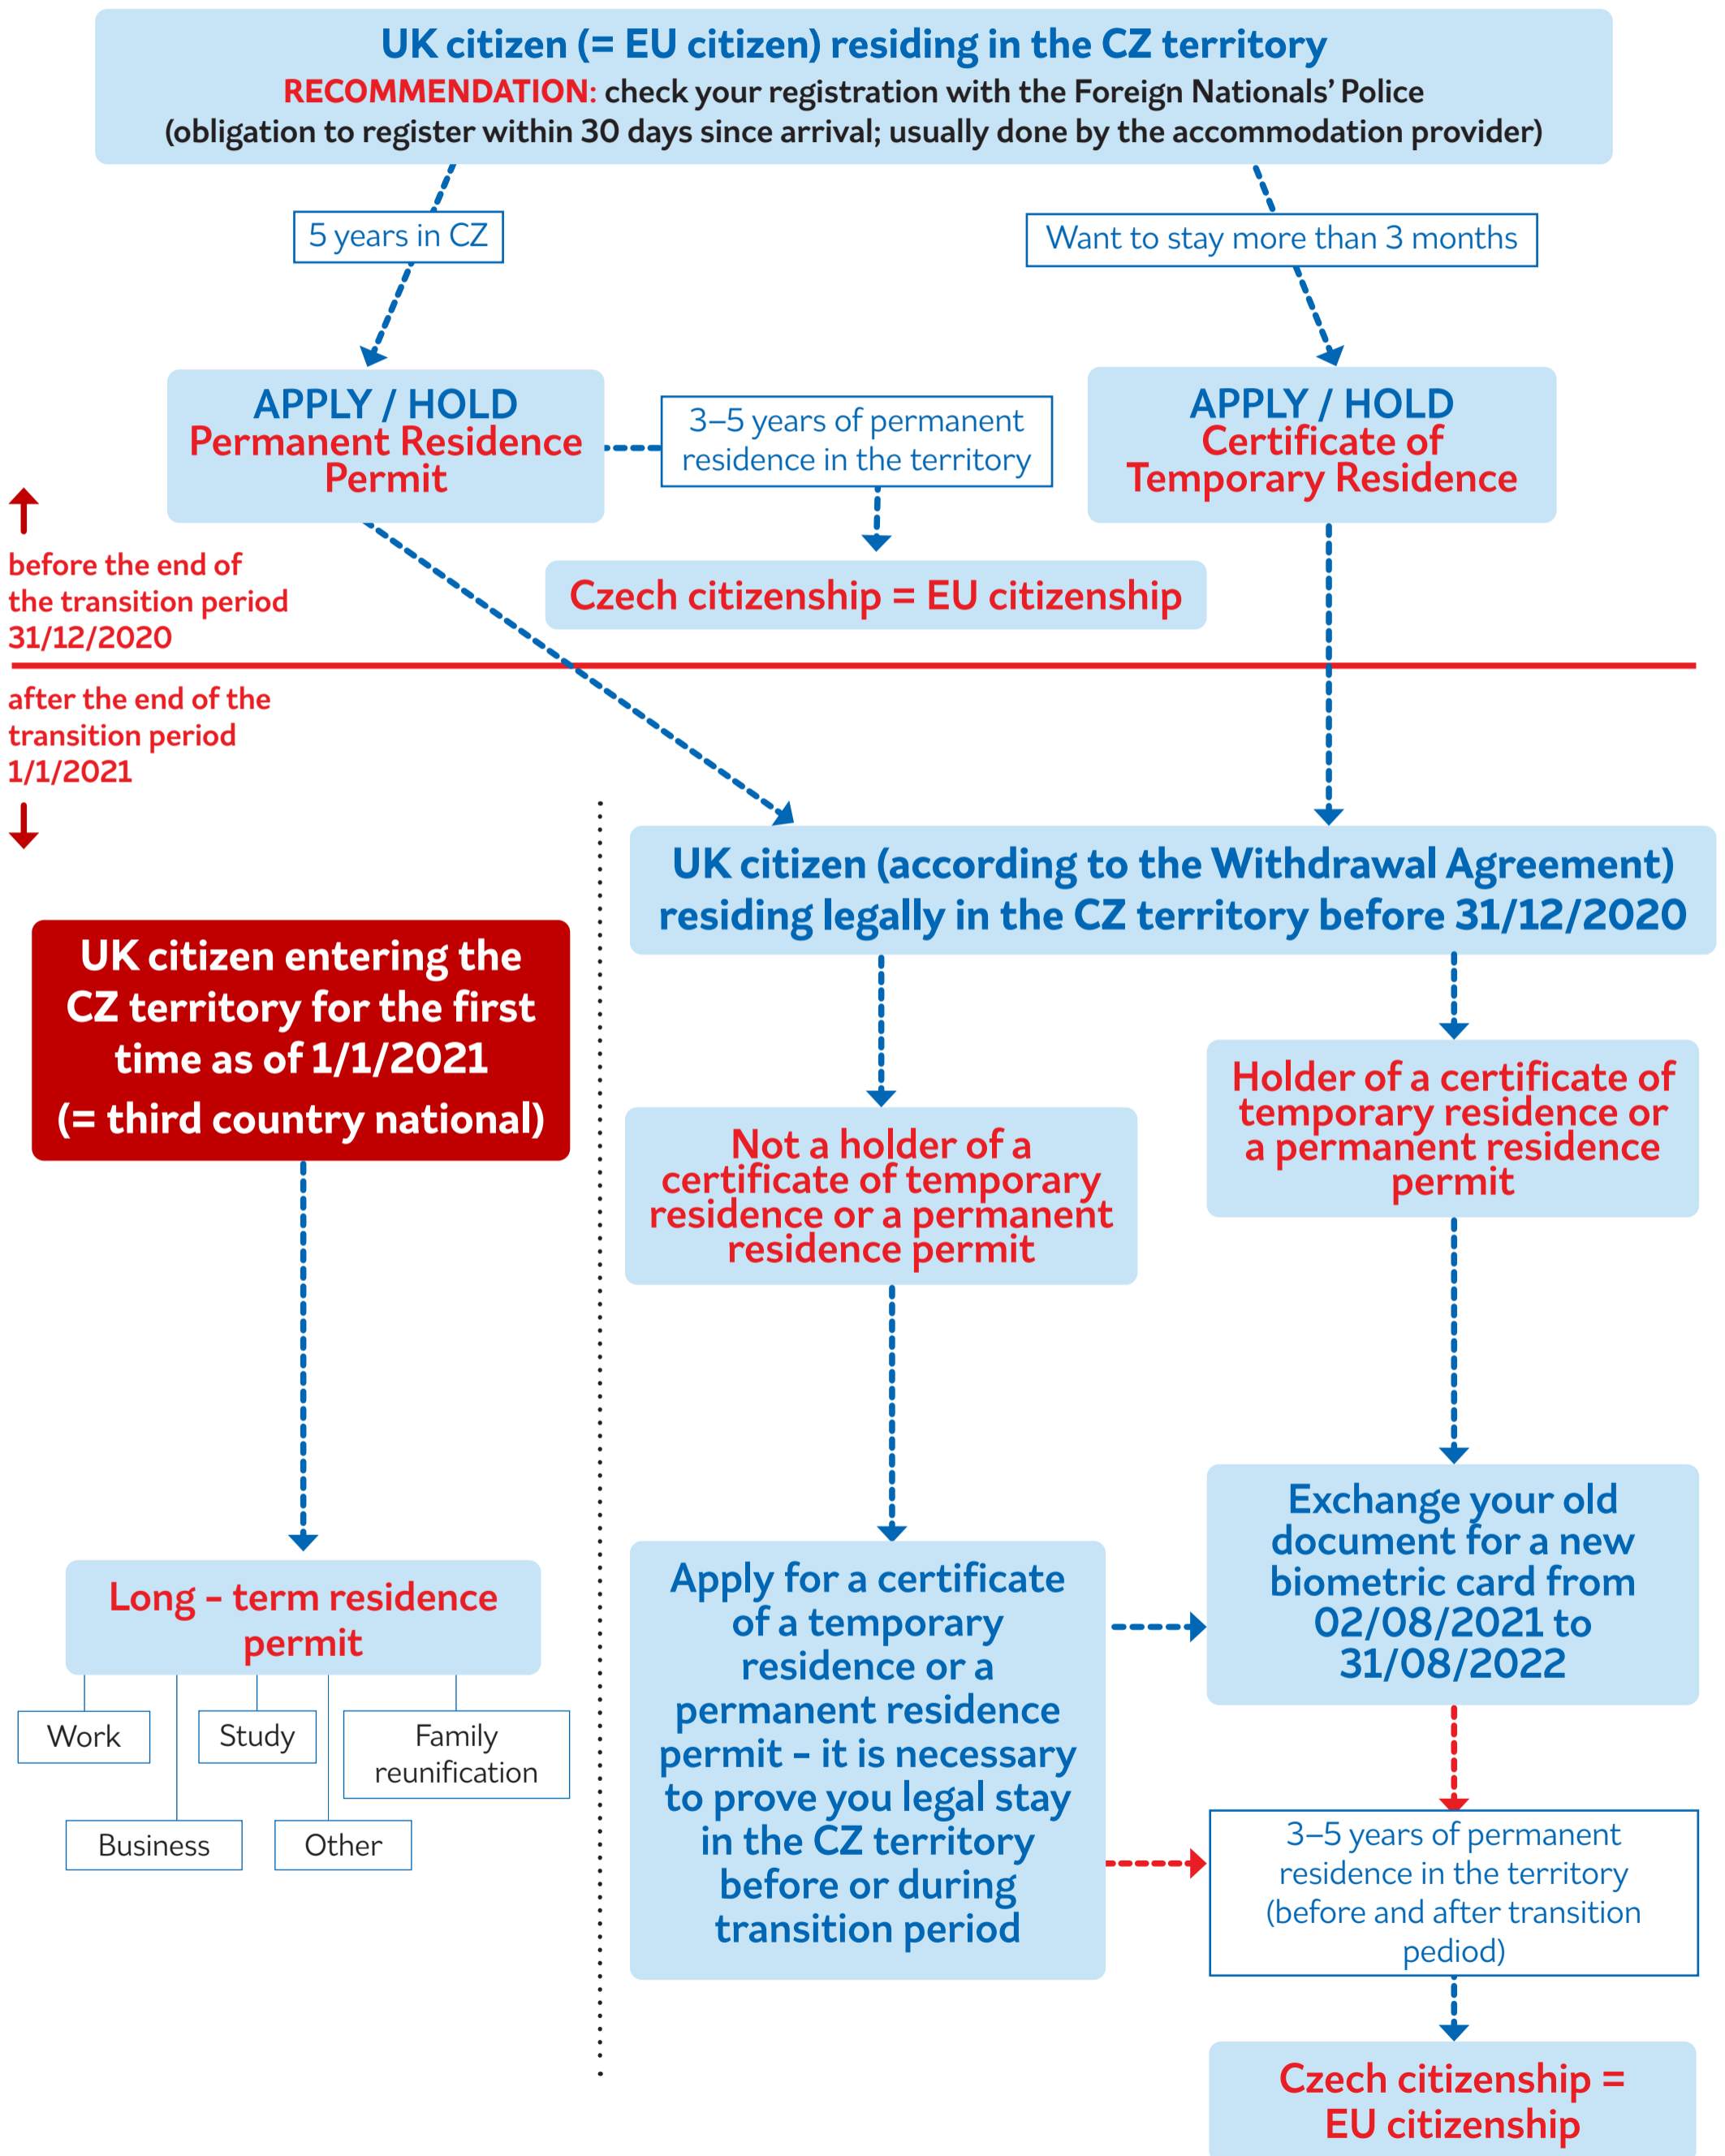 UK citizen (= EU citizen) residing in the CZ territory
RECOMMENDATION: check your registration with the Foreign Nationals' Police
(obligation to register within 30 days since arrival; usually done by the accommodation provider)
5 years in CZ
Want to stay more than 3 months
APPLY / HOLD
Permanent Residence
Permit
3–5 years of permanent
residence in the territory
APPLY / HOLD
Certificate of
Temporary Residence
Czech citizenship = EU citizenship
before the end of
the transition period
31/12/2020
after the end of the
transition period
1/1/2021
UK citizen (according to the Withdrawal Agreement)
residing legally in the CZ territory before 31/12/2020
UK citizen entering the
CZ territory for the first
time as of 1/1/2021
(= third country national)
Not a holder of a
certificate of temporary
residence or a permanent
residence permit
Holder of a certificate of
temporary residence or
a permanent residence
permit
Long - term residence
permit
Work
Study
Family
reunification
Business
Other
Apply for a certificate
of a temporary
residence or a
permanent residence
permit - it is necessary
to prove you legal stay
in the CZ territory
before or during
transition period
Exchange your old
document for a new
biometric card from
02/08/2021 to
31/08/2022
3–5 years of permanent
residence in the territory
(before and after transition
pediod)
Czech citizenship =
EU citizenship